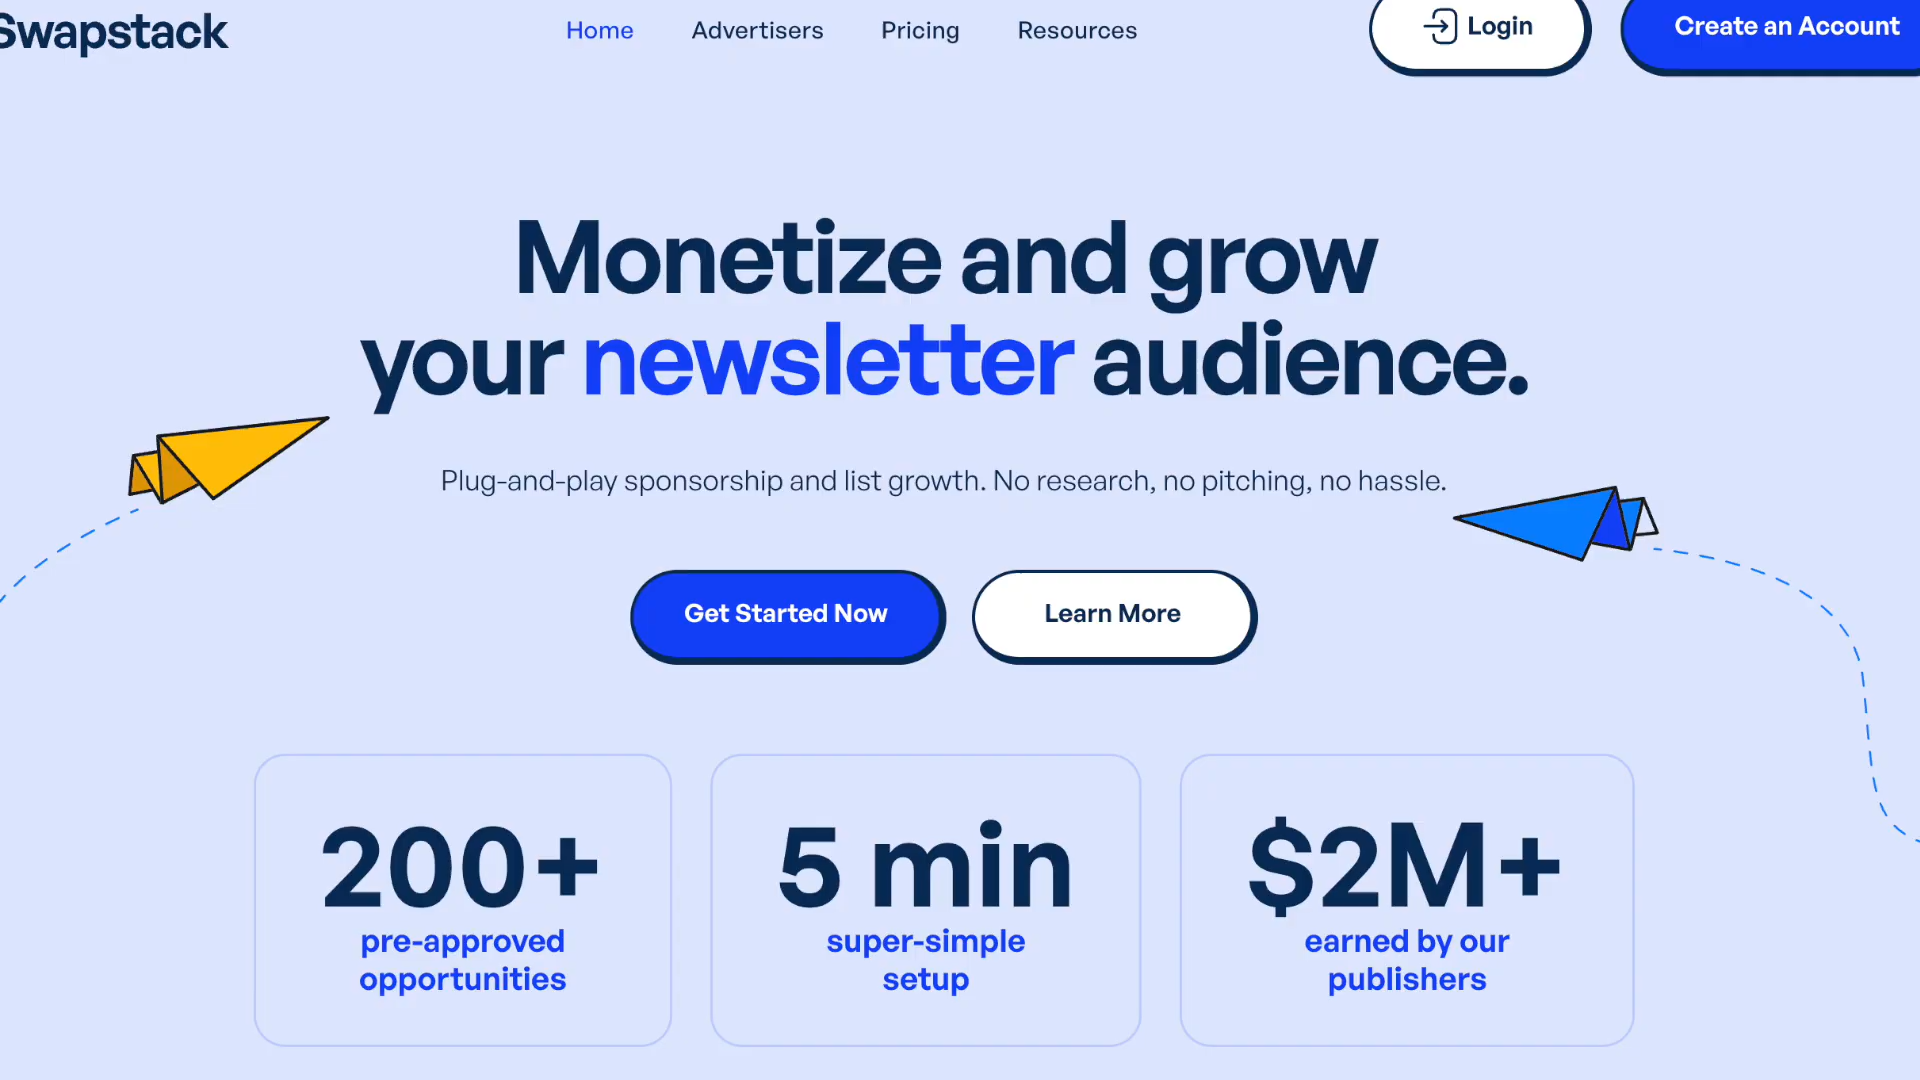 Swapstack
Home
Advertisers
Pricing
Resources
Login
Create an Account
Monetize and grow
your newsletter audience.
Plug-and-play sponsorship and list growth. No research, no pitching, no hassle.
Get Started Now
Learn More
200+
pre-approved
opportunities
5 min
super-simple
setup
$2M+
earned by our
publishers